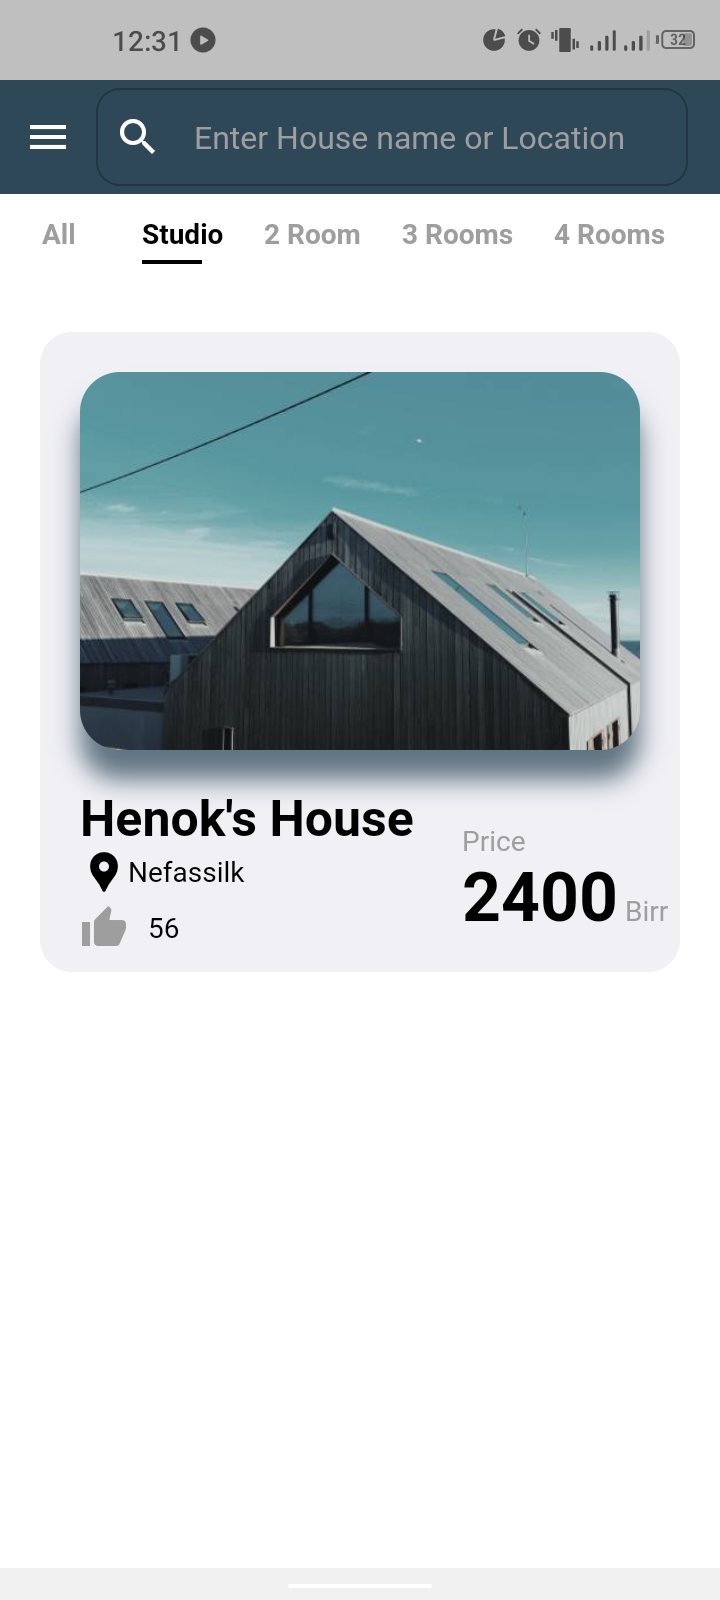 12:31
32
Enter House name or Location
All Studio 2 Room 3 Rooms 4 Rooms
Henok's House
Nefassilk
56
Price
2400 Birr